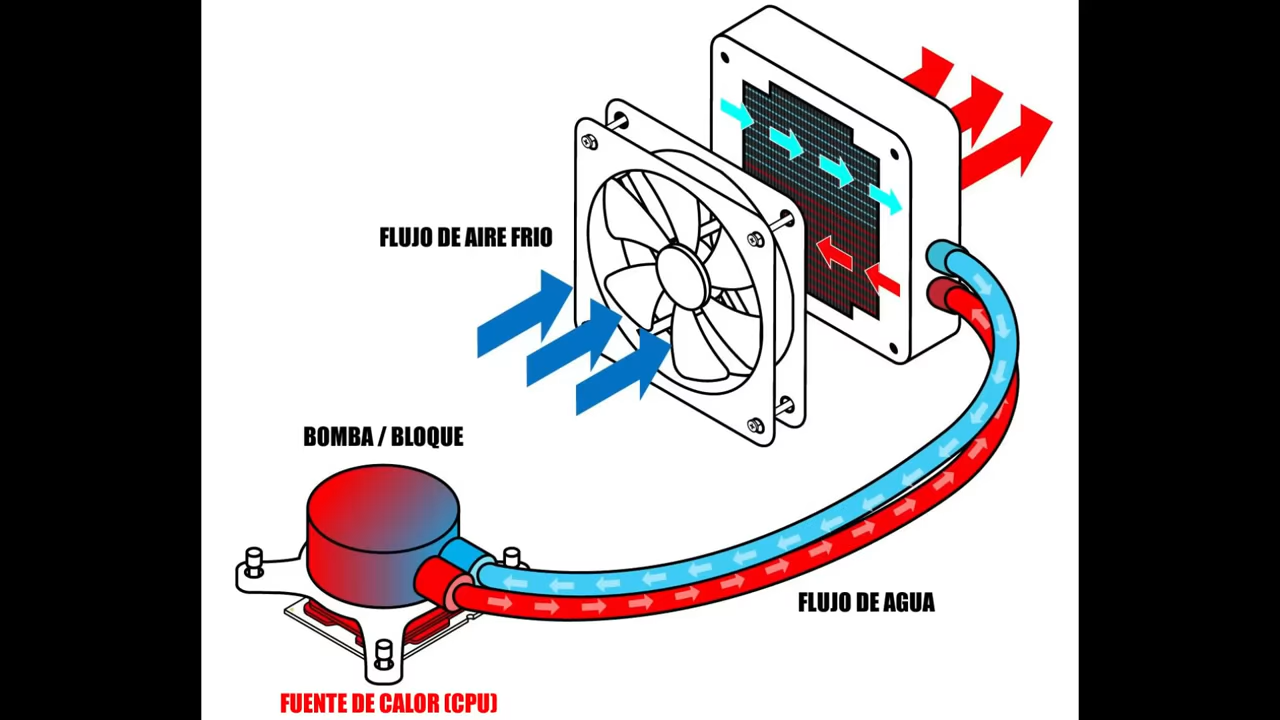 FLUJO DE AIRE FRIO
BOMBA / BLOQUE
FLUJO DE AGUA
FUENTE DE CALOR (CPU)